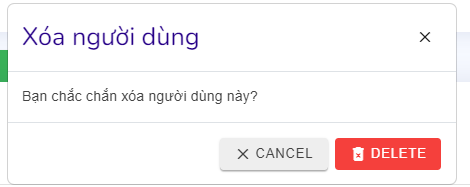 Xóa người dùng
Bạn chắc chắn xóa người dùng này?
CANCEL DELETE